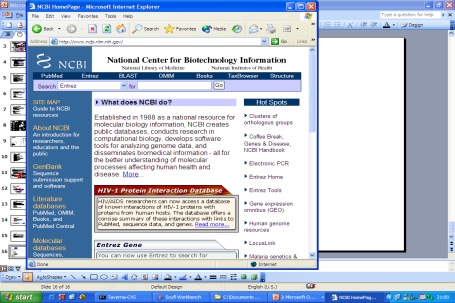 NCBI HomePage - Microsoft Internet Explorer
File Edit View Favorites Tools Help
Type a question for help
Back Search Favorites Media
Design
Address http://www.ncbi.nlm.nih.gov/ Go Links
NCBI
National Center for Biotechnology Information
National Library of Medicine National Institutes of Health
PubMed Entrez BLAST OMIM Books TaxBrowser Structure
Search Entrez for Go
SITE MAP
Guide to NCBI
resources
About NCBI
An introduction for
researchers,
educators and the
public
GenBank
Sequence
submission support
and software
Literature
databases
PubMed, OMIM,
Books, and
PubMed Central
Molecular
databases
Sequences,
What does NCBI do?
Established in 1988 as a national resource for
molecular biology information, NCBI creates
public databases, conducts research in
computational biology, develops software
tools for analyzing genome data, and
disseminates biomedical information - all for
the better understanding of molecular
processes affecting human health and
disease. More...
HIV-1 Protein Interaction Database
HIV/AIDS researchers can now access a database
of known interactions of HIV-1 proteins with
proteins from human hosts. The database offers a
concise summary of these interactions with links to
PubMed, sequence data, and genes. Read more...
Entrez Gene
You can now use Entrez to search for
Hot Spots
Clusters of
orthologous groups
Coffee Break,
Genes & Disease,
NCBI Handbook
Electronic PCR
Entrez Home
Entrez Tools
Gene expression
omnibus (GEO)
Human genome
resources
LocusLink
Malaria genetics &
Done Internet
Draw AutoShapes
Slide 16 of 16 Default Design English (U.S.)
start Taverna-CVS Scufl Workbench C:\Documents ... 3 Microsoft O... NCBI HomePag...